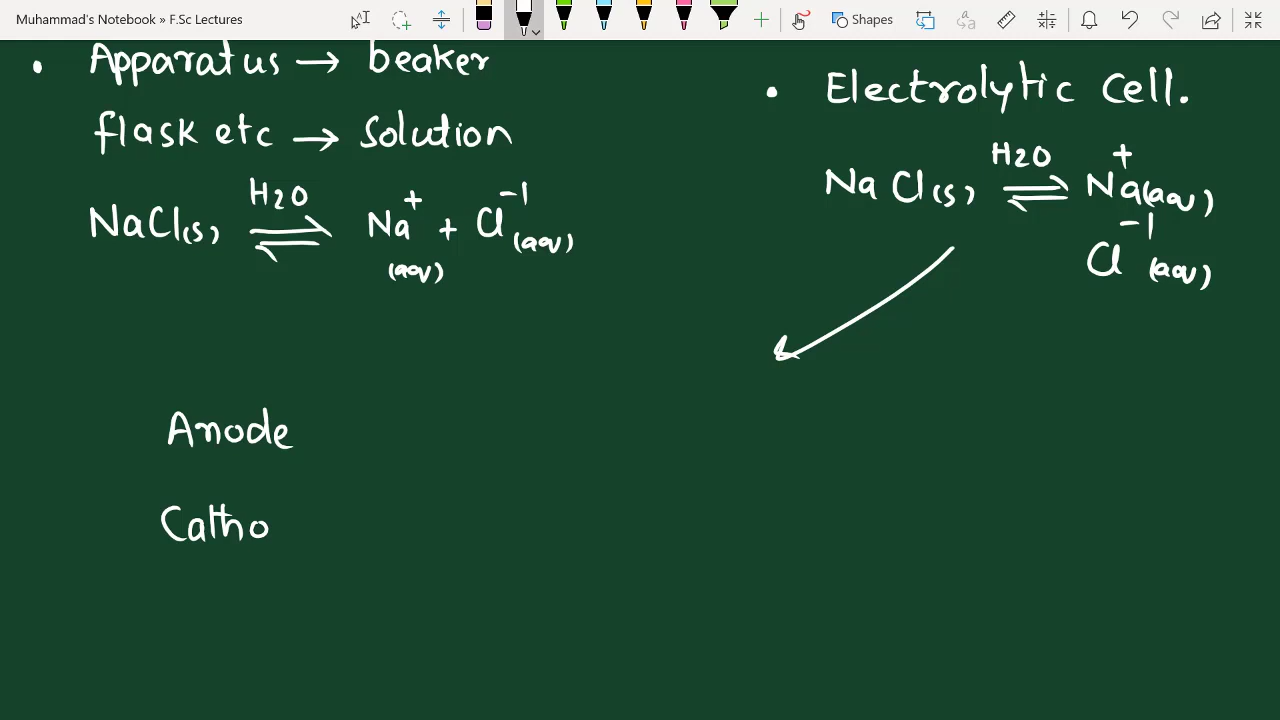 Muhammad's Notebook » F.Sc Lectures
Shapes
• Apparatus → beaker
flask etc → Solution
NaCl(s) ⇌ Na⁺ + Cl⁻¹
H2O
(aq) (aq)
Anode
Catho
• Electrolytic Cell.
H2O
NaCl(s) ⇌ Na⁺(aq)
Cl⁻¹(aq)